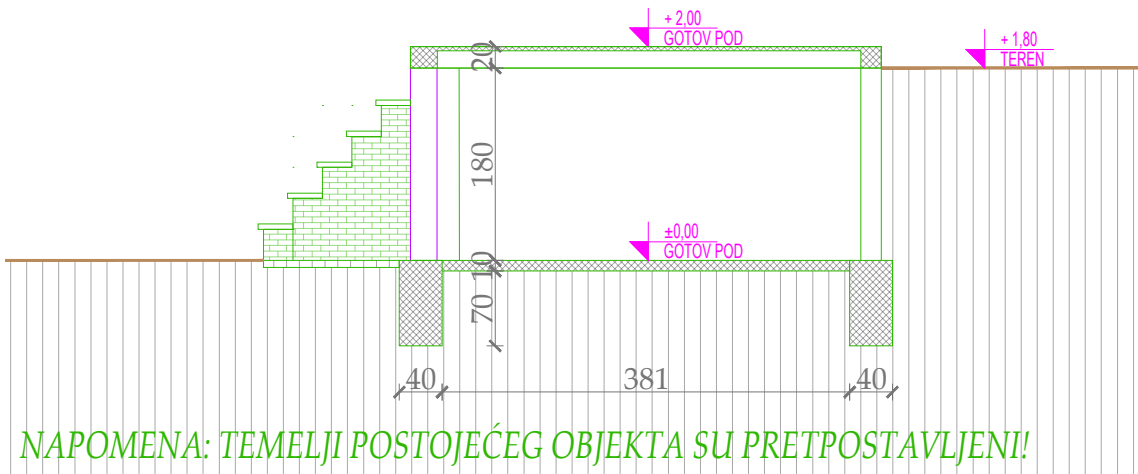 + 2,00
GOTOV POD
+ 1,80
TEREN
20
180
±0,00
GOTOV POD
10
70
40
381
40
NAPOMENA: TEMELJI POSTOJEĆEG OBJEKTA SU PRETPOSTAVLJENI!